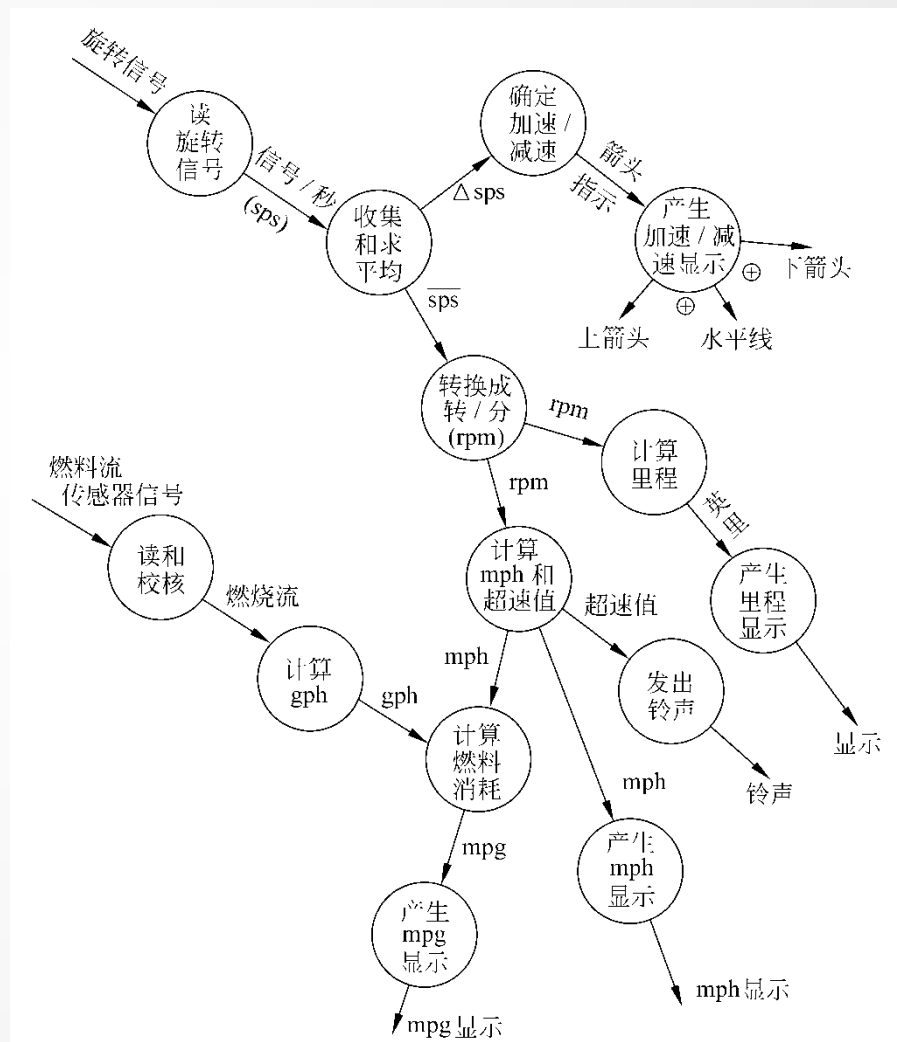 旋转信号
读
旋转
信号
信号/秒
(sps)
收集
和求
平均
Δsps
确定
加速/
减速
箭头
指示
产生
加速/减
速显示
⊕
下箭头
⊕
上箭头
水平线
sps
转换成
转/分
(rpm)
rpm
计算
里程
英里
产生
里程
显示
显示
rpm
计算
mph 和
超速值
超速值
发出
铃声
铃声
燃料流
传感器信号
读和
校核
燃烧流
计算
gph
gph
mph
计算
燃料
消耗
mpg
产生
mpg
显示
mpg显示
mph
产生
mph
显示
mph显示